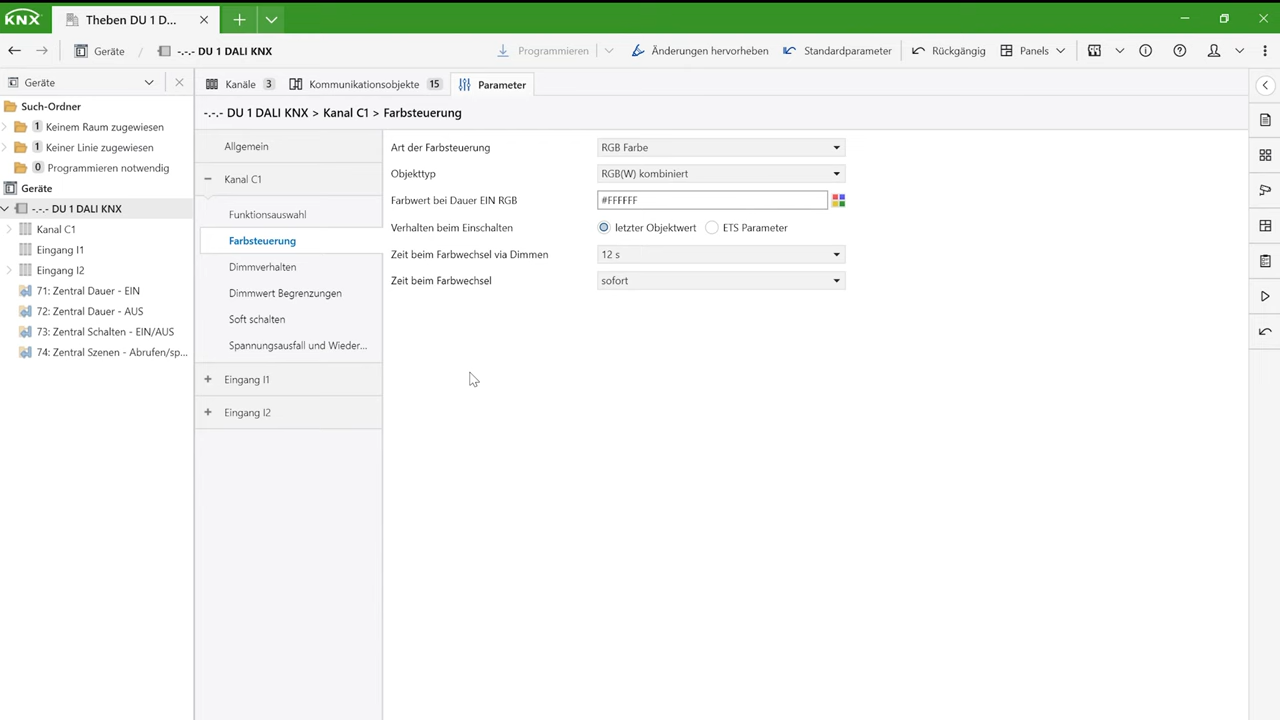 KNX
Theben DU 1 D...
Geräte / -.-.- DU 1 DALI KNX
Programmieren Änderungen hervorheben Standardparameter Rückgängig Panels
Geräte
Such-Ordner
1 Keinem Raum zugewiesen
1 Keiner Linie zugewiesen
0 Programmieren notwendig
Geräte
-.-.- DU 1 DALI KNX
Kanal C1
Eingang I1
Eingang I2
71: Zentral Dauer - EIN
72: Zentral Dauer - AUS
73: Zentral Schalten - EIN/AUS
74: Zentral Szenen - Abrufen/sp...
Kanäle 3 Kommunikationsobjekte 15 Parameter
-.-.- DU 1 DALI KNX > Kanal C1 > Farbsteuerung
Allgemein
Kanal C1
Funktionsauswahl
Farbsteuerung
Dimmverhalten
Dimmwert Begrenzungen
Soft schalten
Spannungsausfall und Wieder...
Eingang I1
Eingang I2
Art der Farbsteuerung RGB Farbe
Objekttyp RGB(W) kombiniert
Farbwert bei Dauer EIN RGB #FFFFFF
Verhalten beim Einschalten letzter Objektwert ETS Parameter
Zeit beim Farbwechsel via Dimmen 12 s
Zeit beim Farbwechsel sofort